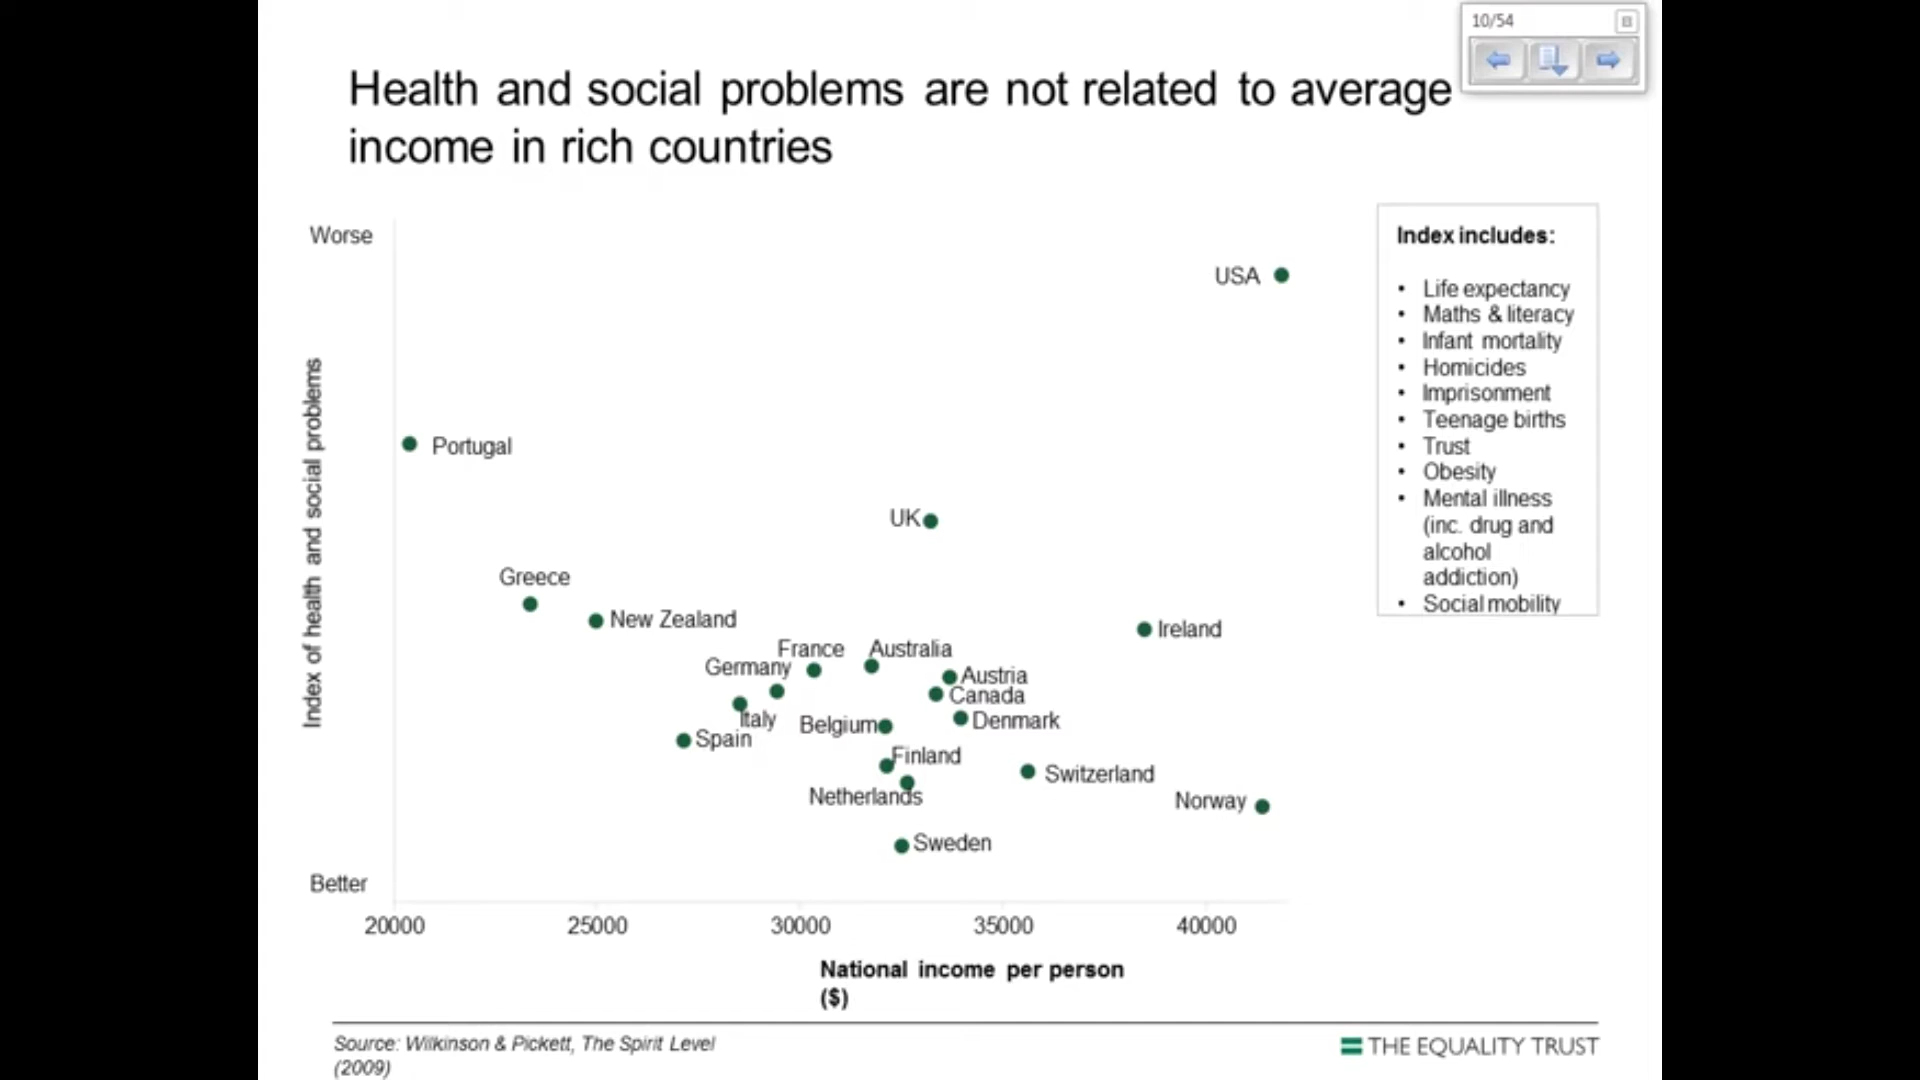 10/54
Health and social problems are not related to average
income in rich countries
Worse
Index of health and social problems
Better
USA
Portugal
UK
Greece
New Zealand
Ireland
France
Australia
Germany
Austria
Canada
Italy
Belgium
Denmark
Spain
Finland
Switzerland
Netherlands
Norway
Sweden
20000
25000
30000
35000
40000
National income per person
($)
Index includes:
• Life expectancy
• Maths & literacy
• Infant mortality
• Homicides
• Imprisonment
• Teenage births
• Trust
• Obesity
• Mental illness
(inc. drug and
alcohol
addiction)
• Social mobility
Source: Wilkinson & Pickett, The Spirit Level
(2009)
THE EQUALITY TRUST